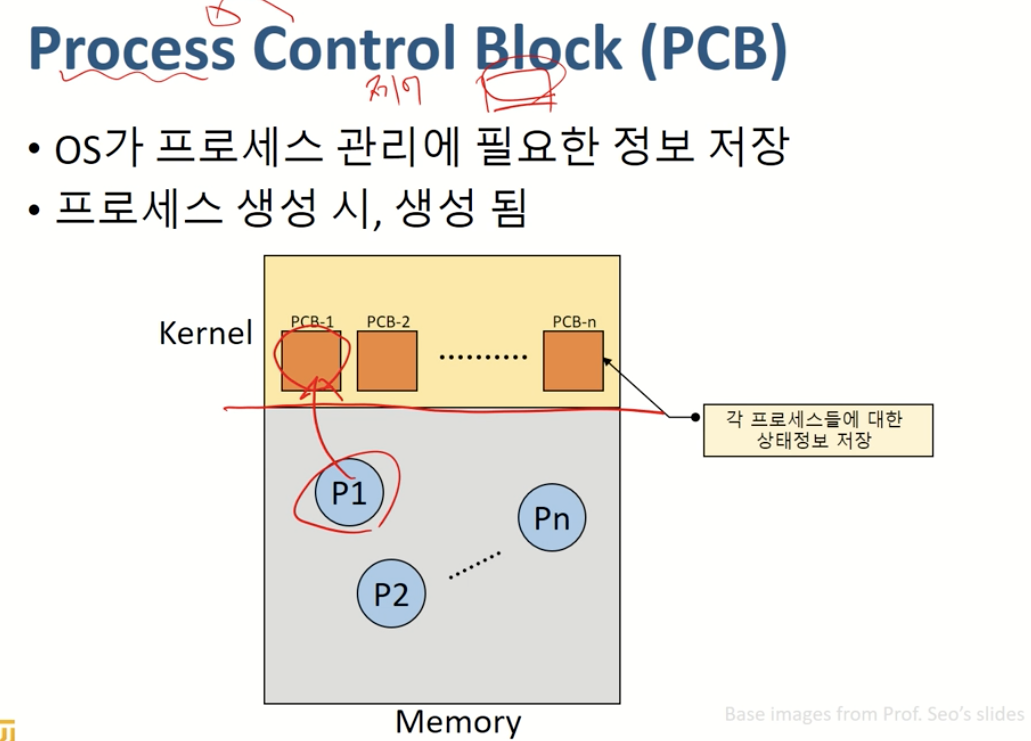 Process Control Block (PCB)
제어
• OS가 프로세스 관리에 필요한 정보 저장
• 프로세스 생성 시, 생성 됨
PCB-1 PCB-2 PCB-n
Kernel
각 프로세스들에 대한
상태정보 저장
P1
Pn
P2
Memory
Base images from Prof. Seo's slides